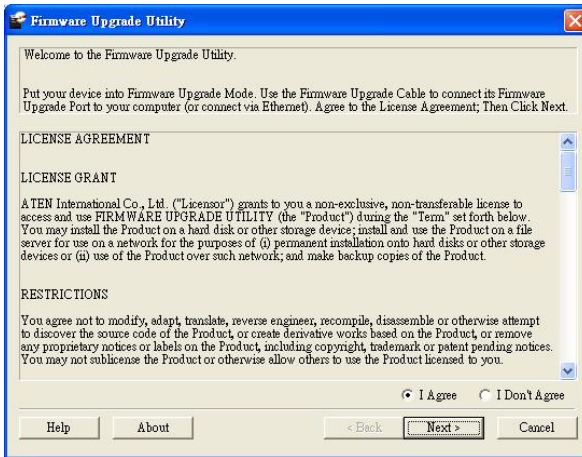 Firmware Upgrade Utility
Welcome to the Firmware Upgrade Utility.
Put your device into Firmware Upgrade Mode. Use the Firmware Upgrade Cable to connect its Firmware
Upgrade Port to your computer (or connect via Ethernet). Agree to the License Agreement; Then Click Next.
LICENSE AGREEMENT
LICENSE GRANT
ATEN International Co., Ltd. ("Licensor") grants to you a non-exclusive, non-transferable license to
access and use FIRMWARE UPGRADE UTILITY (the "Product") during the "Term" set forth below.
You may install the Product on a hard disk or other storage device; install and use the Product on a file
server for use on a network for the purposes of (i) permanent installation onto hard disks or other storage
devices or (ii) use of the Product over such network; and make backup copies of the Product.
RESTRICTIONS
You agree not to modify, adapt, translate, reverse engineer, recompile, disassemble or otherwise attempt
to discover the source code of the Product, or create derivative works based on the Product, or remove
any proprietary notices or labels on the Product, including copyright, trademark or patent pending notices.
You may not sublicense the Product or otherwise allow others to use the Product licensed to you.
I Agree I Don't Agree
Help About < Back Next > Cancel